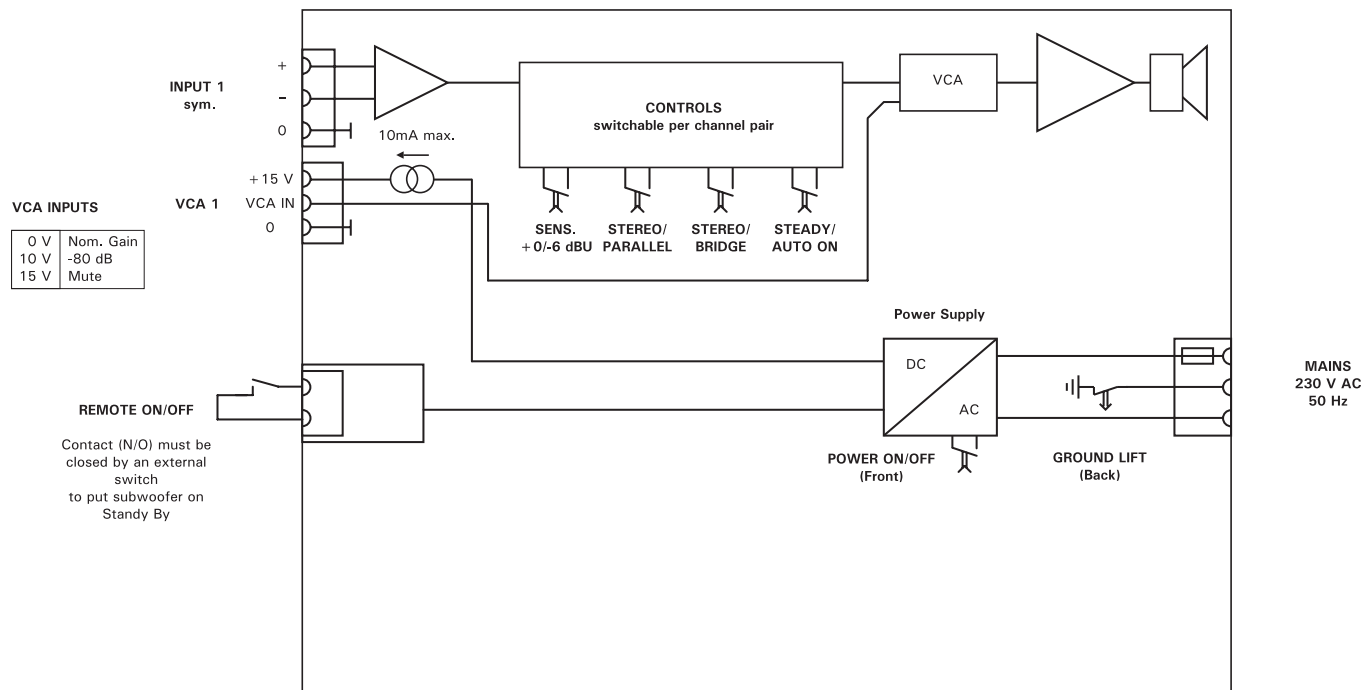 INPUT 1
sym.
+
–
0
10mA max.
CONTROLS
switchable per channel pair
VCA
VCA 1
+15 V
VCA IN
0
SENS.
+0/-6 dBU
STEREO/
PARALLEL
STEREO/
BRIDGE
STEADY/
AUTO ON
VCA INPUTS
0 V Nom. Gain
10 V -80 dB
15 V Mute
Power Supply
DC
AC
MAINS
230 V AC
50 Hz
REMOTE ON/OFF
Contact (N/O) must be
closed by an external
switch
to put subwoofer on
Standy By
POWER ON/OFF
(Front)
GROUND LIFT
(Back)